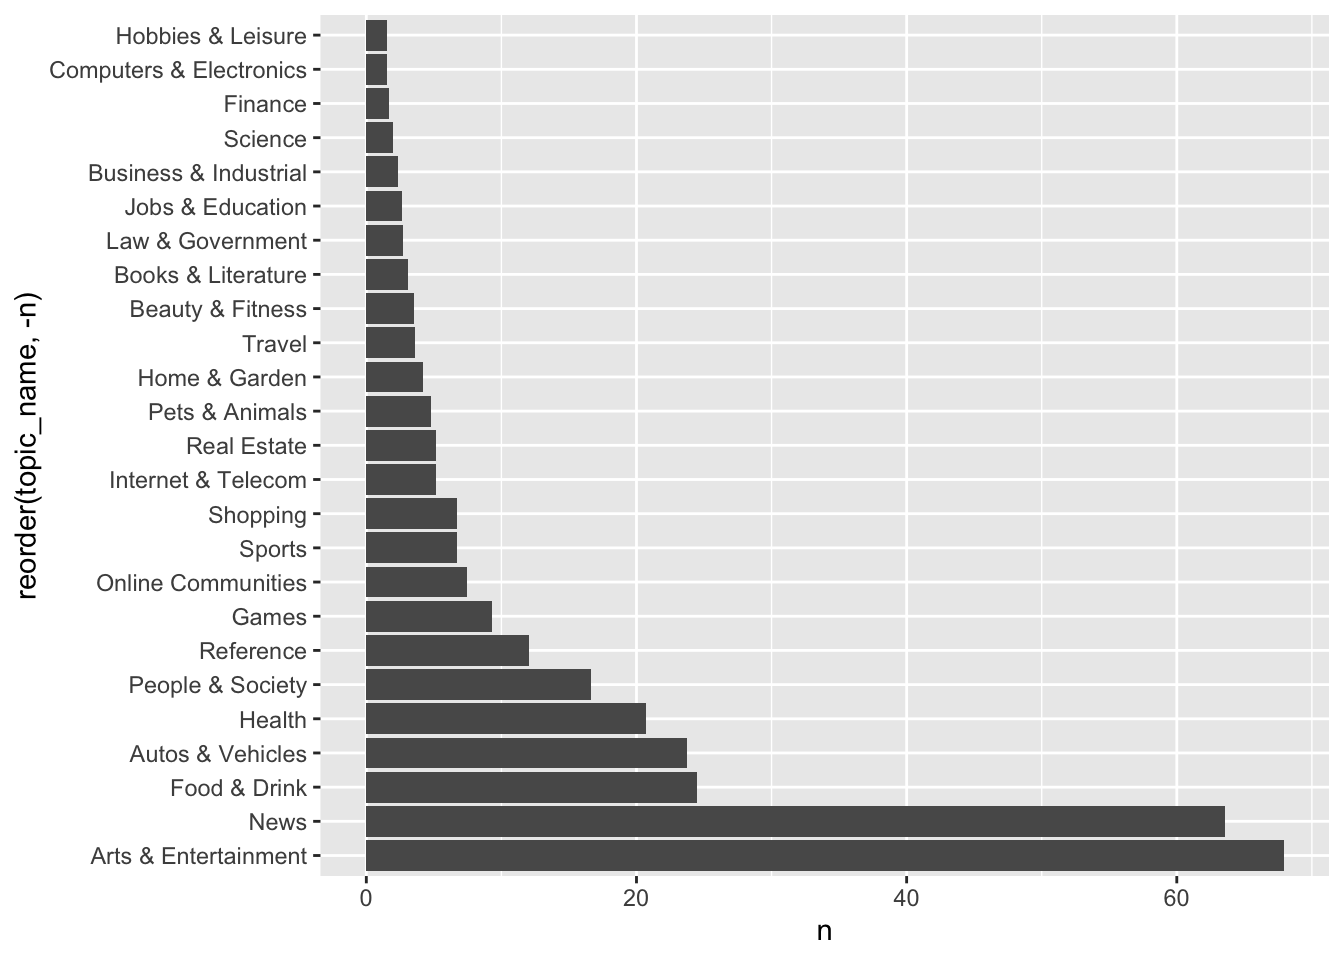 Hobbies & Leisure
Computers & Electronics
Finance
Science
Business & Industrial
Jobs & Education
Law & Government
Books & Literature
Beauty & Fitness
Travel
Home & Garden
Pets & Animals
Real Estate
Internet & Telecom
Shopping
Sports
Online Communities
Games
Reference
People & Society
Health
Autos & Vehicles
Food & Drink
News
Arts & Entertainment
reorder(topic_name, -n)
0 20 40 60
n